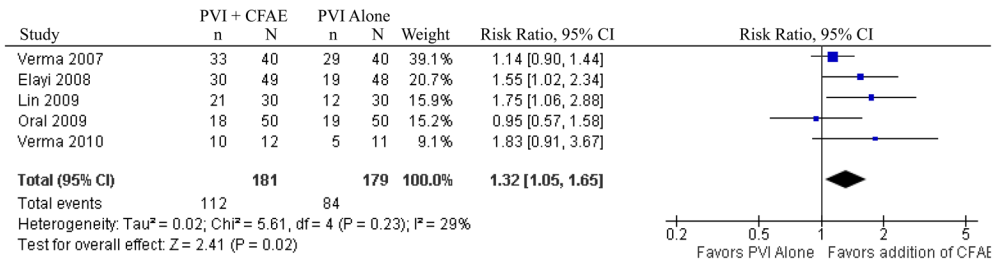 PVI + CFAE PVI Alone
Study n N n N Weight Risk Ratio, 95% CI Risk Ratio, 95% CI
Verma 2007 33 40 29 40 39.1% 1.14 [0.90, 1.44]
Elayi 2008 30 49 19 48 20.7% 1.55 [1.02, 2.34]
Lin 2009 21 30 12 30 15.9% 1.75 [1.06, 2.88]
Oral 2009 18 50 19 50 15.2% 0.95 [0.57, 1.58]
Verma 2010 10 12 5 11 9.1% 1.83 [0.91, 3.67]
Total (95% CI) 181 179 100.0% 1.32 [1.05, 1.65]
Total events 112 84
Heterogeneity: Tau² = 0.02; Chi² = 5.61, df = 4 (P = 0.23); I² = 29%
Test for overall effect: Z = 2.41 (P = 0.02)
0.2 0.5 1 2 5
Favors PVI Alone Favors addition of CFAE